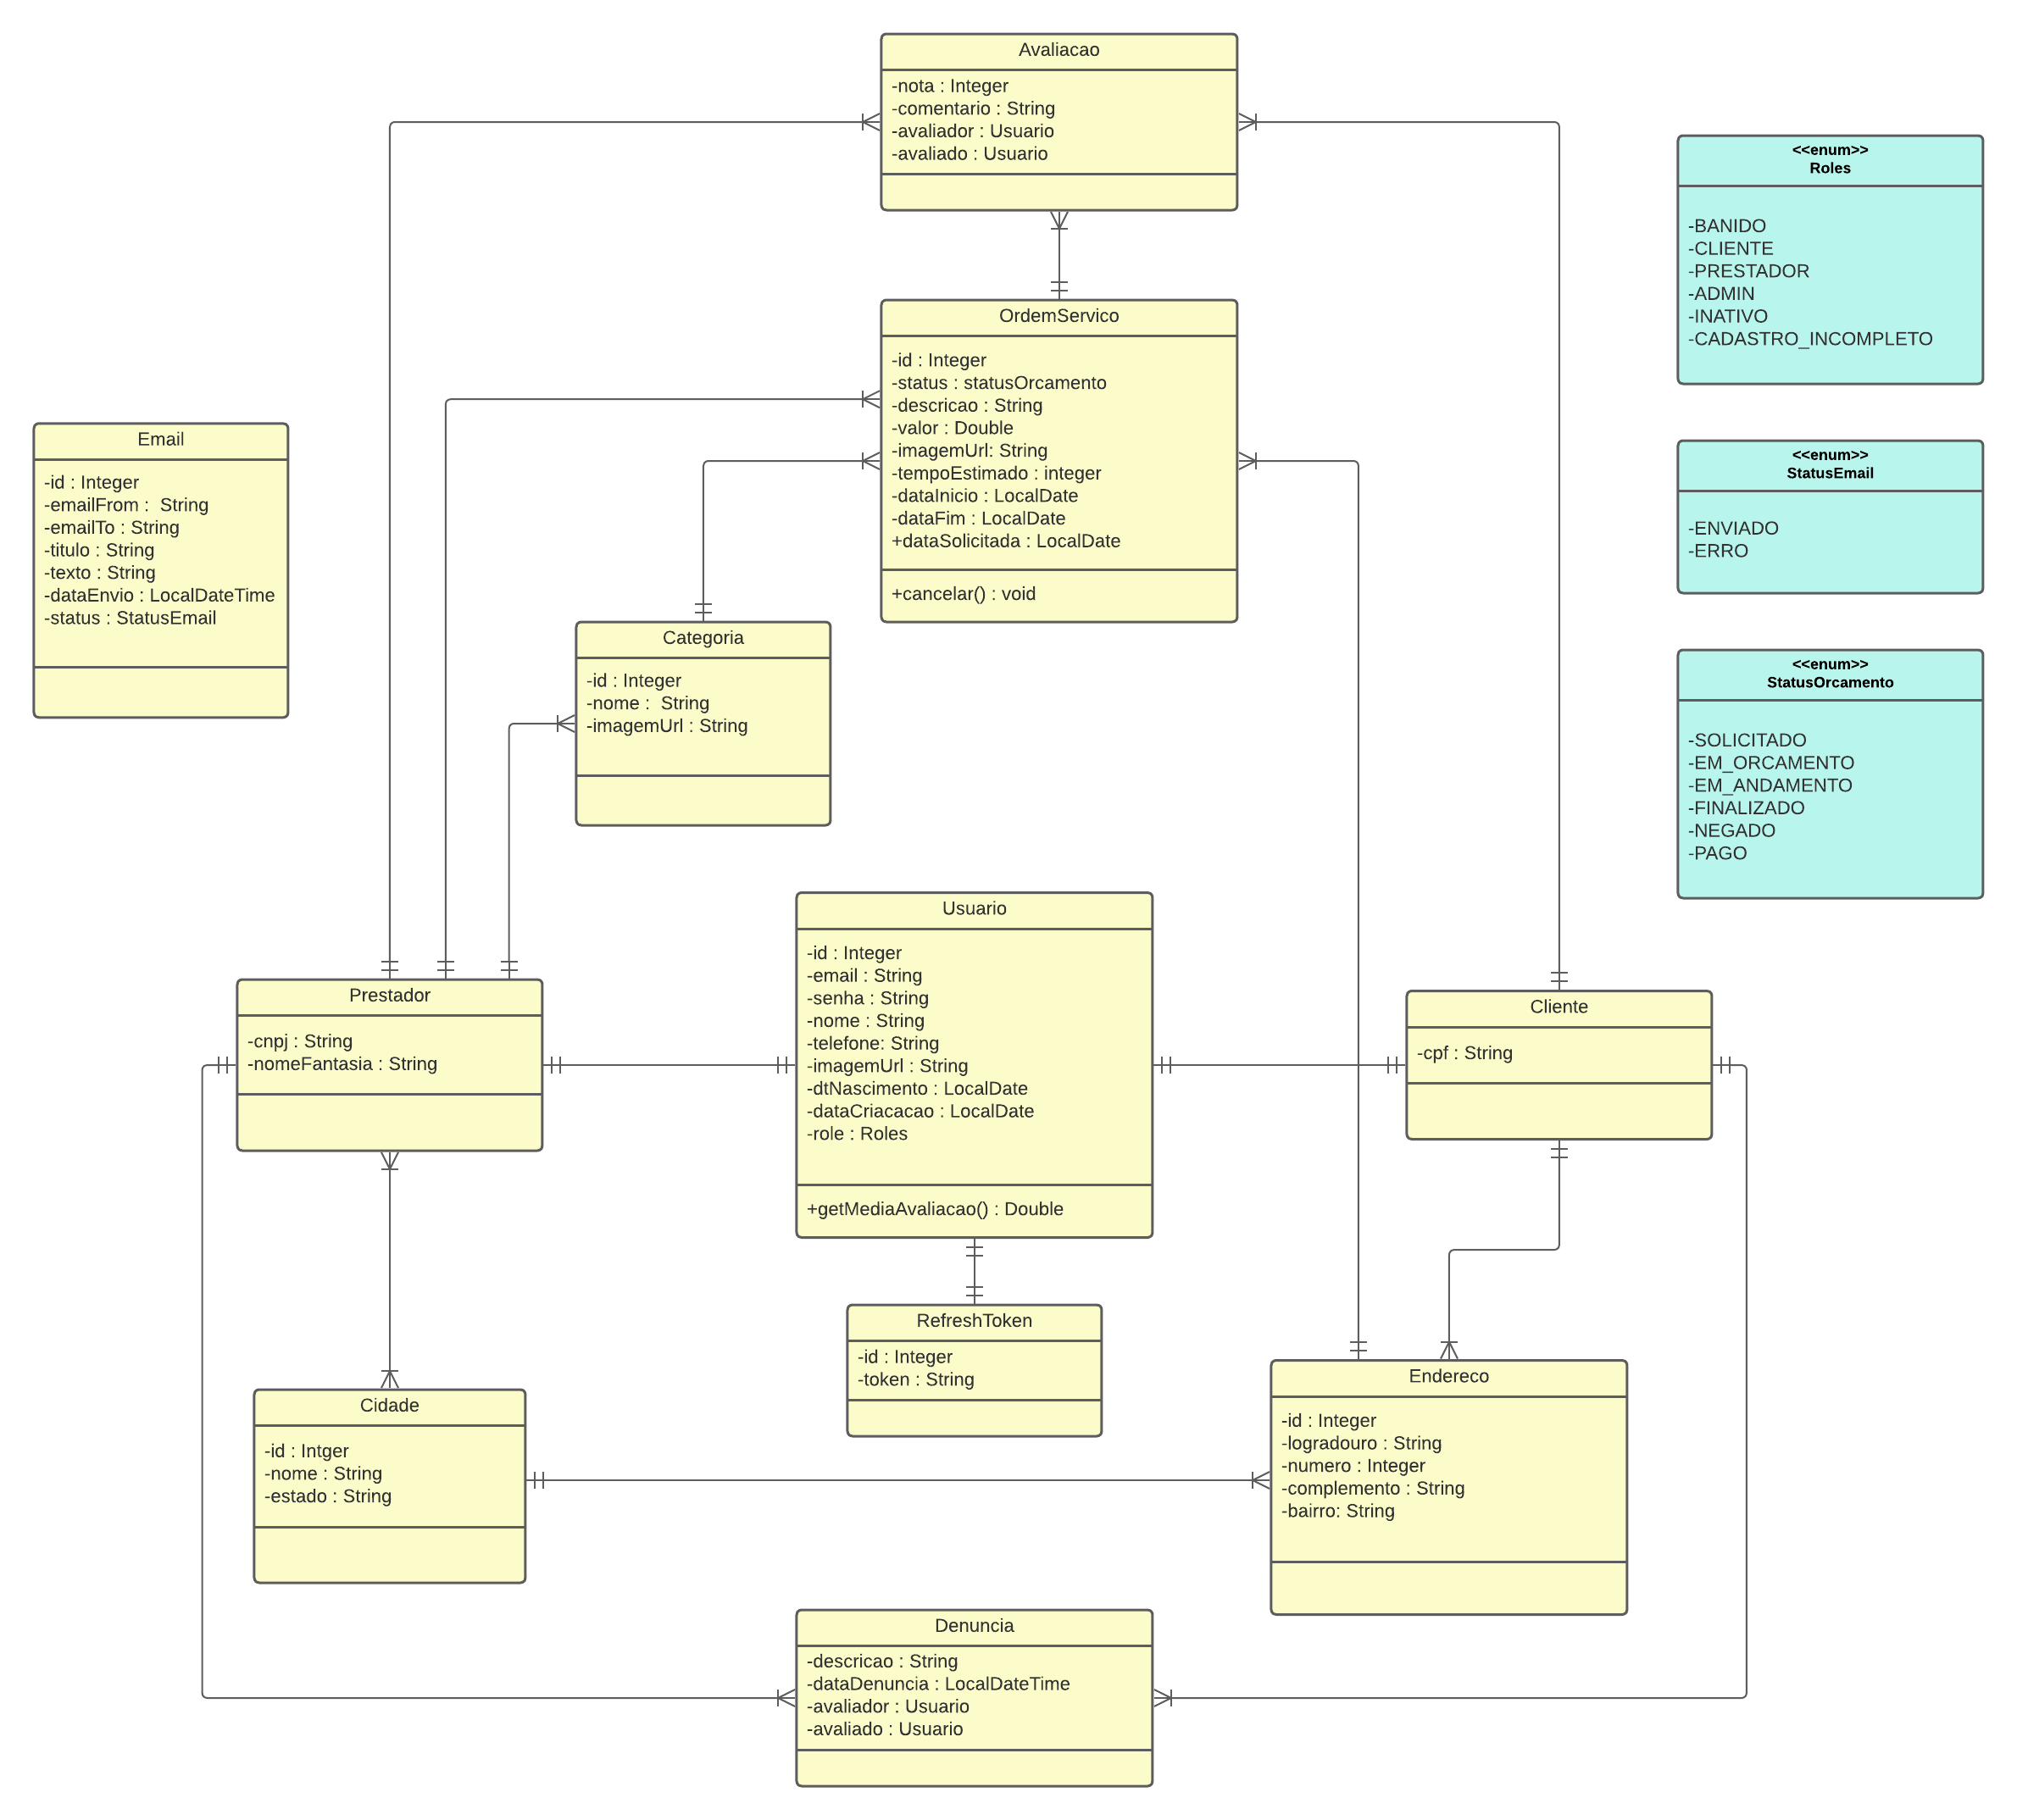 Avaliacao
-nota : Integer
-comentario : String
-avaliador : Usuario
-avaliado : Usuario
<<enum>>
Roles
-BANIDO
-CLIENTE
-PRESTADOR
-ADMIN
-INATIVO
-CADASTRO_INCOMPLETO
OrdemServico
-id : Integer
-status : statusOrcamento
-descricao : String
-valor : Double
-imagemUrl: String
-tempoEstimado : integer
-dataInicio : LocalDate
-dataFim : LocalDate
+dataSolicitada : LocalDate
+cancelar() : void
Email
-id : Integer
-emailFrom :  String
-emailTo : String
-titulo : String
-texto : String
-dataEnvio : LocalDateTime
-status : StatusEmail
<<enum>>
StatusEmail
-ENVIADO
-ERRO
Categoria
-id : Integer
-nome :  String
-imagemUrl : String
<<enum>>
StatusOrcamento
-SOLICITADO
-EM_ORCAMENTO
-EM_ANDAMENTO
-FINALIZADO
-NEGADO
-PAGO
Usuario
-id : Integer
-email : String
-senha : String
-nome : String
-telefone: String
-imagemUrl : String
-dtNascimento : LocalDate
-dataCriacacao : LocalDate
-role : Roles
+getMediaAvaliacao() : Double
Prestador
-cnpj : String
-nomeFantasia : String
Cliente
-cpf : String
RefreshToken
-id : Integer
-token : String
Endereco
-id : Integer
-logradouro : String
-numero : Integer
-complemento : String
-bairro: String
Cidade
-id : Intger
-nome : String
-estado : String
Denuncia
-descricao : String
-dataDenuncia : LocalDateTime
-avaliador : Usuario
-avaliado : Usuario